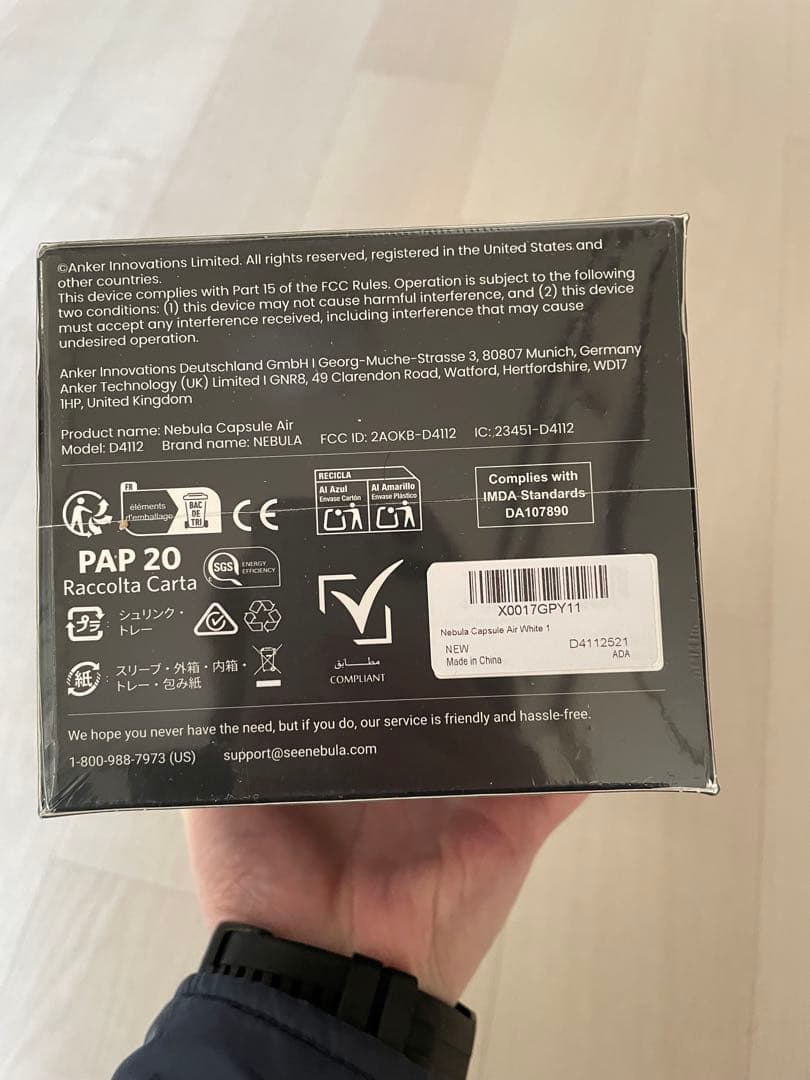 ©Anker Innovations Limited. All rights reserved, registered in the United States and
other countries.
This device complies with Part 15 of the FCC Rules. Operation is subject to the following
two conditions: (1) this device may not cause harmful interference, and (2) this device
must accept any interference received, including interference that may cause
undesired operation.
Anker Innovations Deutschland GmbH I Georg-Muche-Strasse 3, 80807 Munich, Germany
Anker Technology (UK) Limited I GNR8, 49 Clarendon Road, Watford, Hertfordshire, WD17
1HP, United Kingdom
Product name: Nebula Capsule Air
Model: D4112 Brand name: NEBULA FCC ID: 2AOKB-D4112 IC: 23451-D4112
FR
éléments
d'emballage
BAC
DE
TRI
CE
RECICLA
Al Azul
Envase Cartón
Al Amarillo
Envase Plástico
Complies with
IMDA Standards
DA107890
PAP 20
Raccolta Carta
SGS ENERGY
EFFICIENCY
プラ : シュリンク・
トレー
紙 : スリーブ・外箱・内箱・
トレー・包み紙
مطابق
COMPLIANT
X0017GPY11
Nebula Capsule Air White 1
NEW D4112521
Made in China ADA
We hope you never have the need, but if you do, our service is friendly and hassle-free.
1-800-988-7973 (US) support@seenebula.com